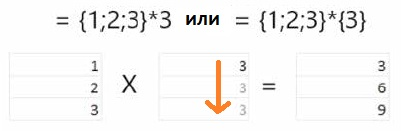 = {1;2;3}*3 или = {1;2;3}*{3}
1 3 3
2 X 3 = 6
3 3 9